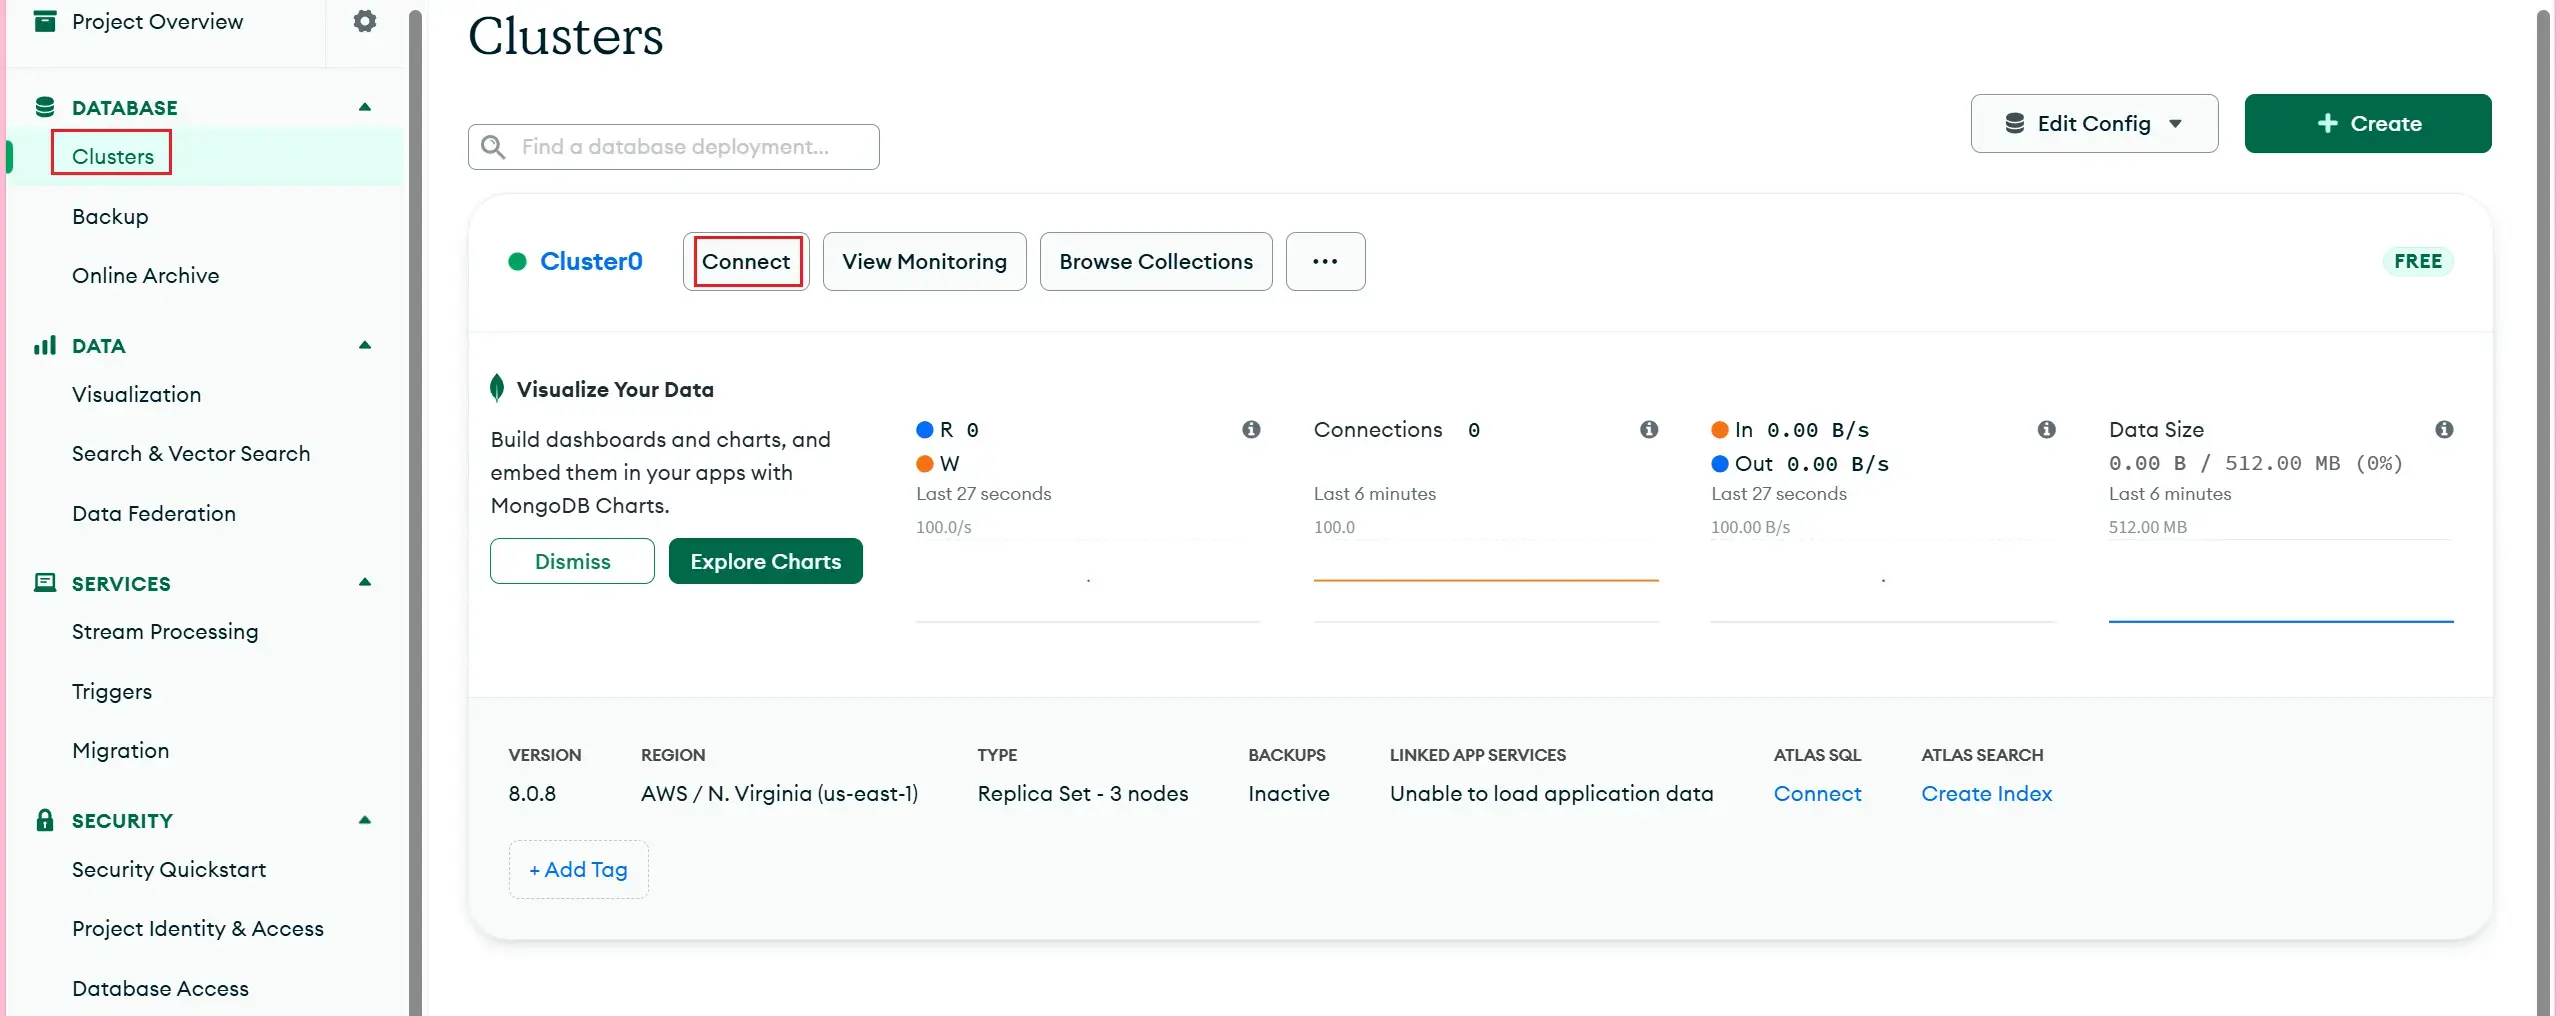 Project Overview
DATABASE
Clusters
Backup
Online Archive
DATA
Visualization
Search & Vector Search
Data Federation
SERVICES
Stream Processing
Triggers
Migration
SECURITY
Security Quickstart
Project Identity & Access
Database Access
Clusters
Find a database deployment...
Edit Config
+ Create
Cluster0
Connect
View Monitoring
Browse Collections
...
FREE
Visualize Your Data
Build dashboards and charts, and
embed them in your apps with
MongoDB Charts.
Dismiss
Explore Charts
R 0
W
Last 27 seconds
100.0/s
Connections 0
Last 6 minutes
100.0
In 0.00 B/s
Out 0.00 B/s
Last 27 seconds
100.00 B/s
Data Size
0.00 B / 512.00 MB (0%)
Last 6 minutes
512.00 MB
VERSION
8.0.8
REGION
AWS / N. Virginia (us-east-1)
TYPE
Replica Set - 3 nodes
BACKUPS
Inactive
LINKED APP SERVICES
Unable to load application data
ATLAS SQL
Connect
ATLAS SEARCH
Create Index
+ Add Tag